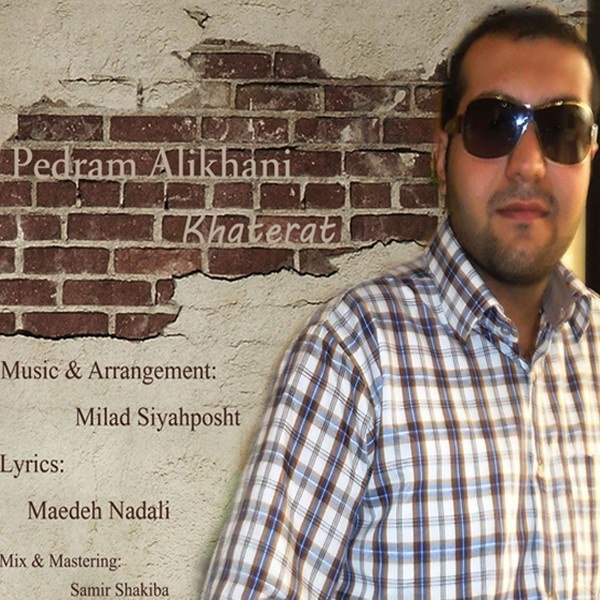 Pedram Alikhani
Khaterat
Music & Arrangement:
Milad Siyahposht
Lyrics:
Maedeh Nadali
Mix & Mastering:
Samir Shakiba